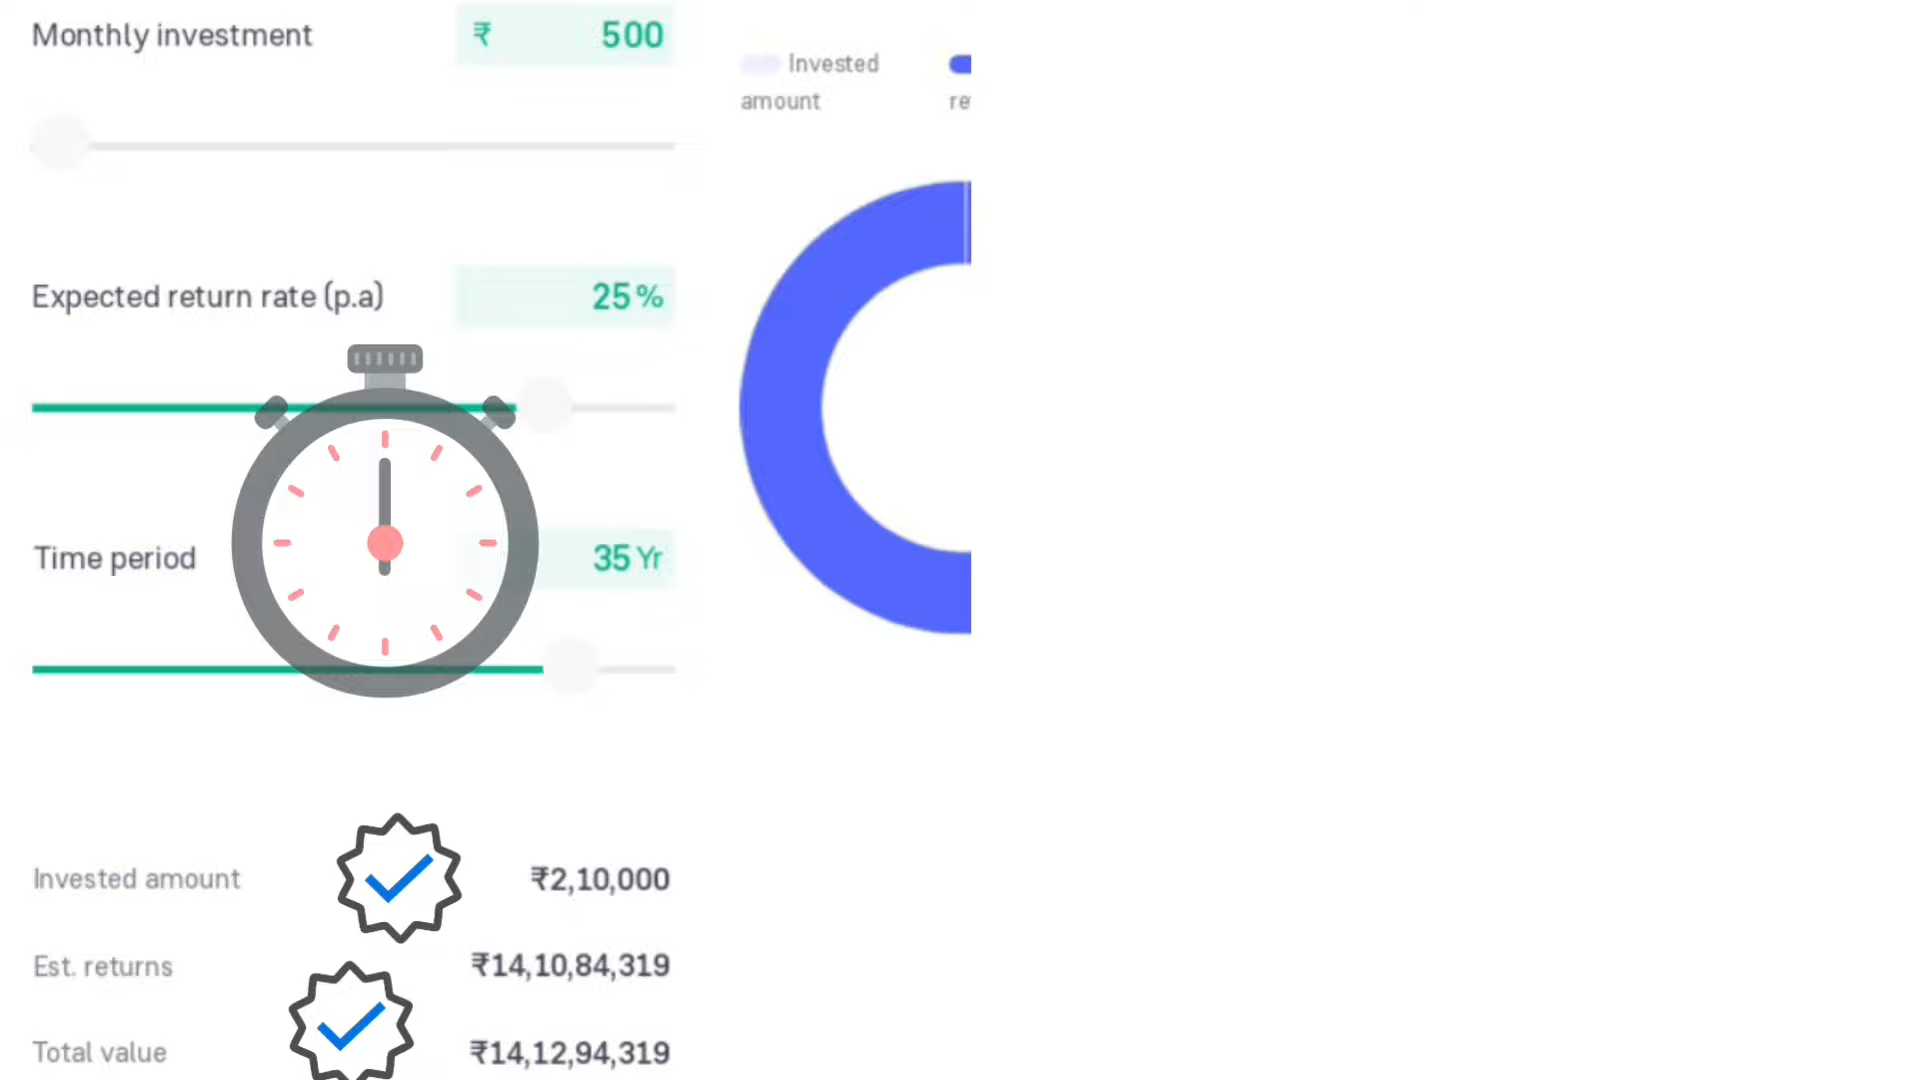 Monthly investment ₹ 500
Invested
amount
re
Expected return rate (p.a) 25 %
Time period 35 Yr
Invested amount ₹2,10,000
Est. returns ₹14,10,84,319
Total value ₹14,12,94,319